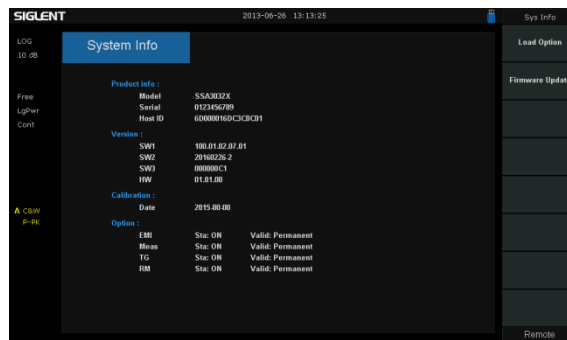 SIGLENT 2013-06-26 13:13:25 Sys Info
LOG
10 dB
System Info
Load Option
Firmware Updat
Free
LgPwr
Cont
Product info :
Model SSA3032X
Serial 0123456789
Host ID 6D000016DC3C0C01
Version :
SW1 100.01.02.07.01
SW2 20160226-2
SW3 000000C1
HW 01.01.00
Calibration :
Date 2015-00-00
A C&W
P-PK
Option :
EMI Sta: ON Valid: Permanent
Meas Sta: ON Valid: Permanent
TG Sta: ON Valid: Permanent
RM Sta: ON Valid: Permanent
Remote